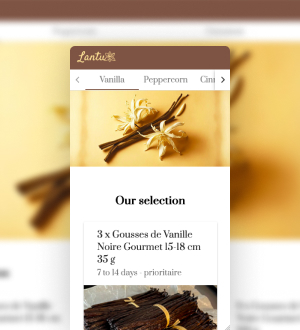 Lantu
Vanilla Peppercorn Cin
Our selection
3 x Gousses de Vanille
Noire Gourmet 15-18 cm
35 g
7 to 14 days - prioritaire